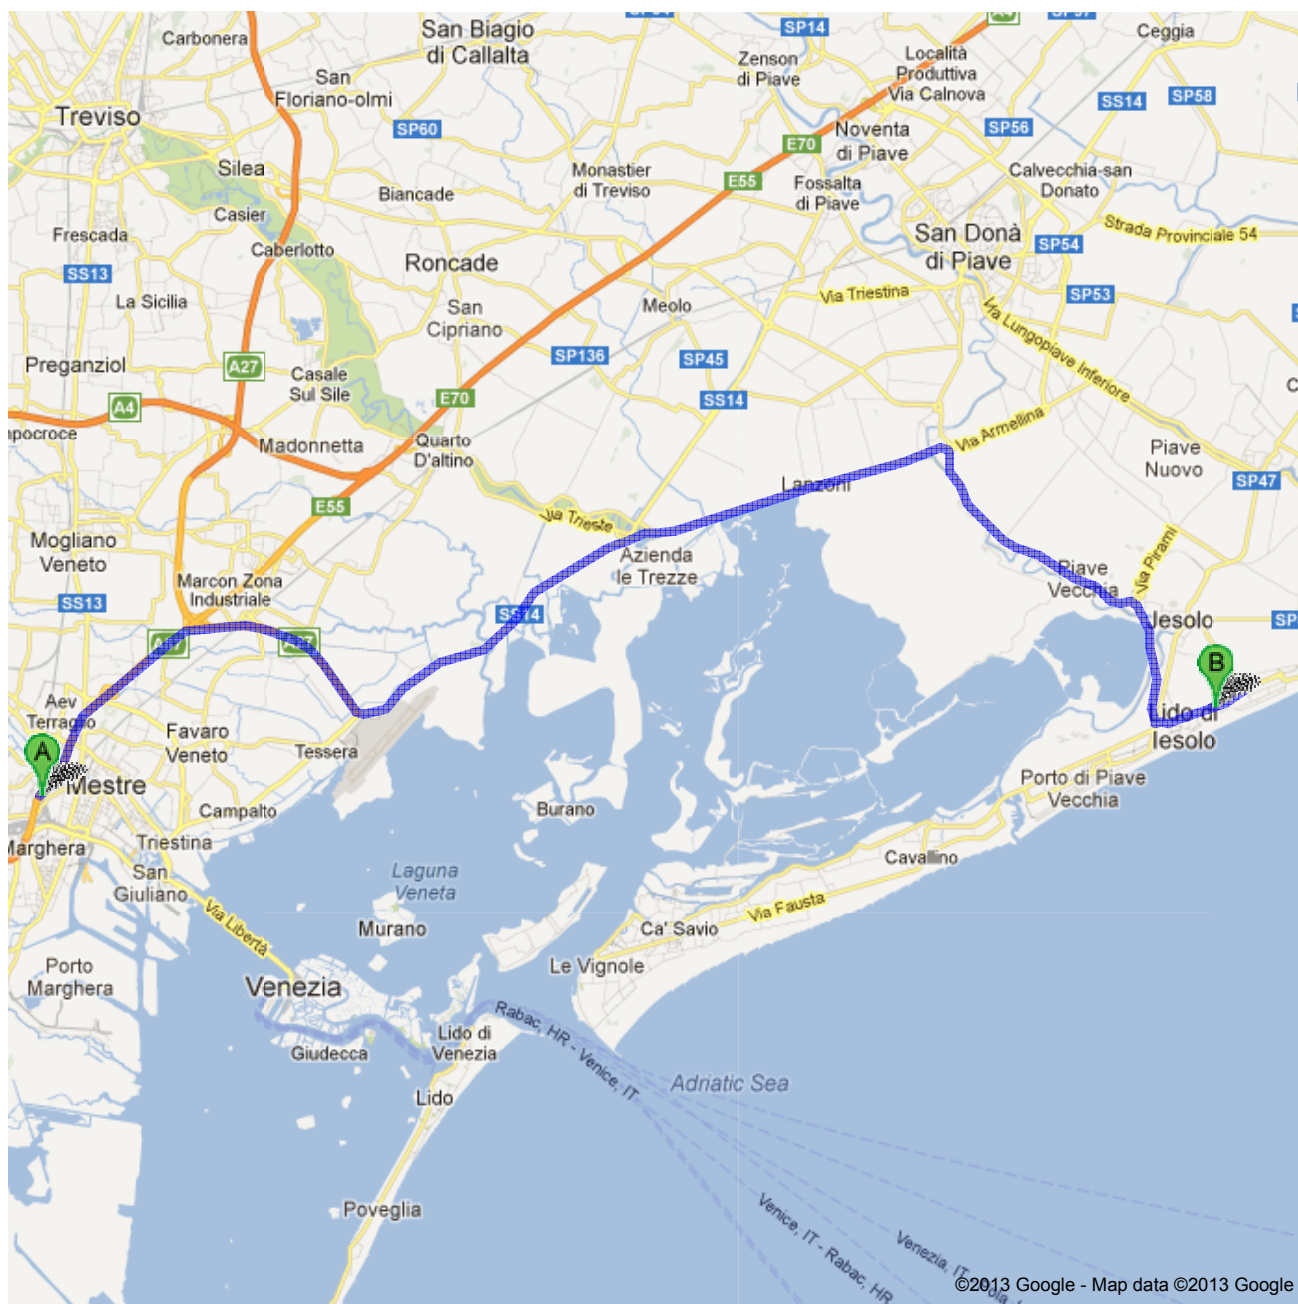 Carbonera
San Biagio
di Callalta
SP14
A4
Ceggia
Zenson
di Piave
Località
Produttiva
Via Calnova
San
Floriano-olmi
Treviso
SP60
SS14
SP58
SP56
E70
Noventa
di Piave
Silea
Monastier
di Treviso
E55
Fossalta
di Piave
Calvecchia-san
Donato
Biancade
Casier
Frescada
Caberlotto
San Donà
di Piave
SP54
Strada Provinciale 54
SS13
Roncade
La Sicilia
San
Cipriano
Meolo
Via Triestina
SP53
Via Lungopiave Inferiore
Preganziol
A27
SP136
SP45
Casale
Sul Sile
A4
E70
SS14
Madonnetta
Quarto
D'altino
Via Armellina
Piave
Nuovo
SP47
E55
Lanzoni
Via Trieste
Mogliano
Veneto
Azienda
le Trezze
Marcon Zona
Industriale
Piave
Vecchia
Via Pirami
SS13
SS14
Iesolo
B
Aev
Terraglio
Favaro
Veneto
Tessera
Lido di
Iesolo
A
Mestre
Campalto
Burano
Porto di Piave
Vecchia
Marghera
Triestina
San
Giuliano
Laguna
Veneta
Cavallino
Via Libertà
Murano
Via Fausta
Ca' Savio
Porto
Marghera
Le Vignole
Venezia
Rabac, HR - Venice, IT
Giudecca
Lido di
Venezia
Adriatic Sea
Lido
Poveglia
Venice, IT - Rabac, HR
Venezia, IT
©2013 Google - Map data ©2013 Google